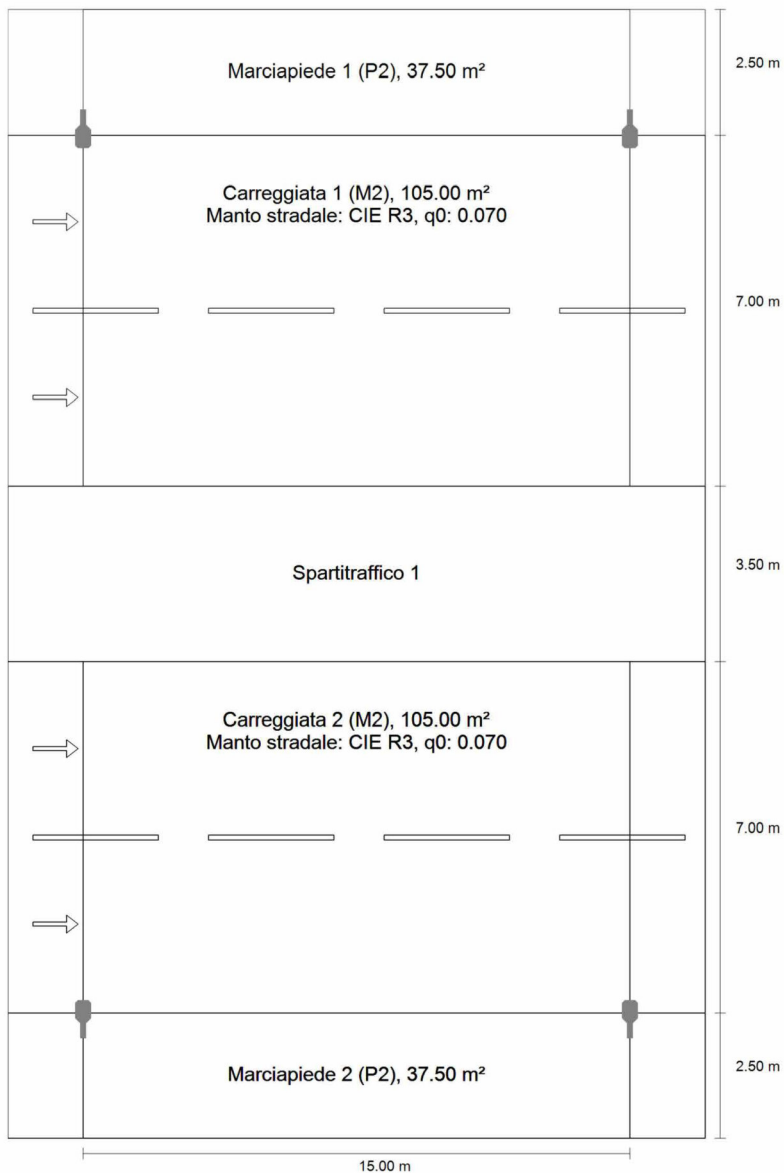 2.50 m
Marciapiede 1 (P2), 37.50 m²
Carreggiata 1 (M2), 105.00 m²
Manto stradale: CIE R3, q0: 0.070
7.00 m
3.50 m
Spartitraffico 1
Carreggiata 2 (M2), 105.00 m²
Manto stradale: CIE R3, q0: 0.070
7.00 m
2.50 m
Marciapiede 2 (P2), 37.50 m²
15.00 m